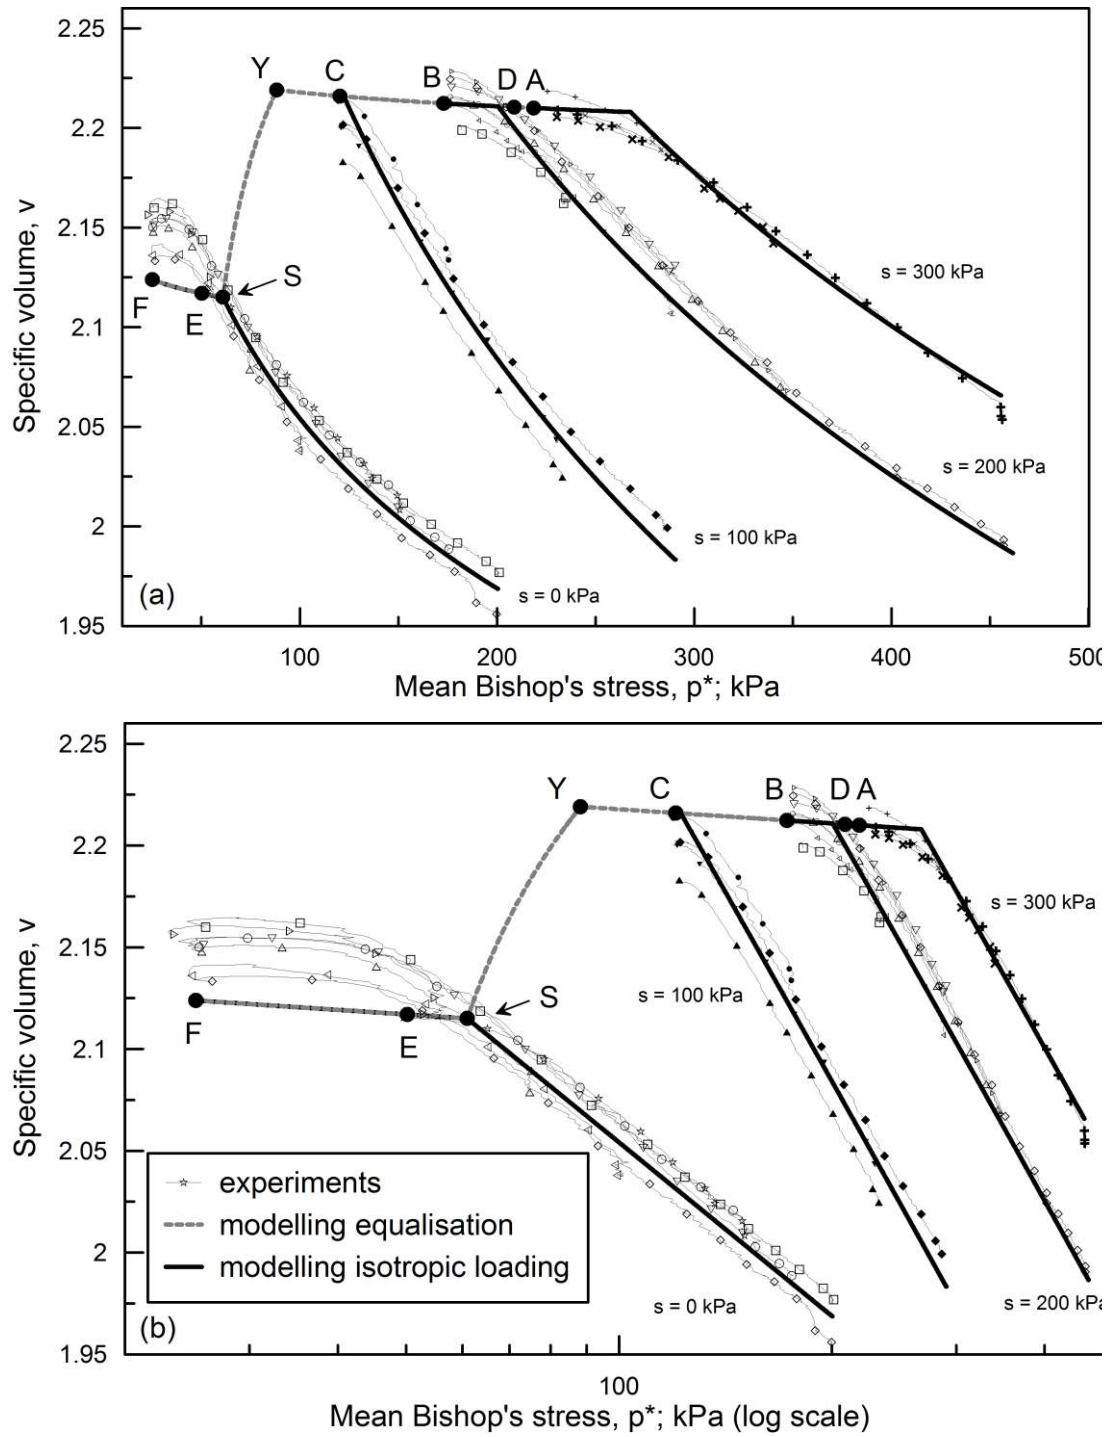 2.25
Y
C
B
D A
2.2
Specific volume, v
2.15
s = 300 kPa
S
F
E
2.1
2.05
s = 200 kPa
2
s = 100 kPa
(a)
s = 0 kPa
1.95
100
200
300
400
500
Mean Bishop's stress, p*; kPa
2.25
Y
C
B
D A
2.2
Specific volume, v
s = 300 kPa
2.15
s = 100 kPa
S
F
E
2.1
experiments
2.05
modelling equalisation
2
modelling isotropic loading
s = 0 kPa
s = 200 kPa
(b)
1.95
100
Mean Bishop's stress, p*; kPa (log scale)